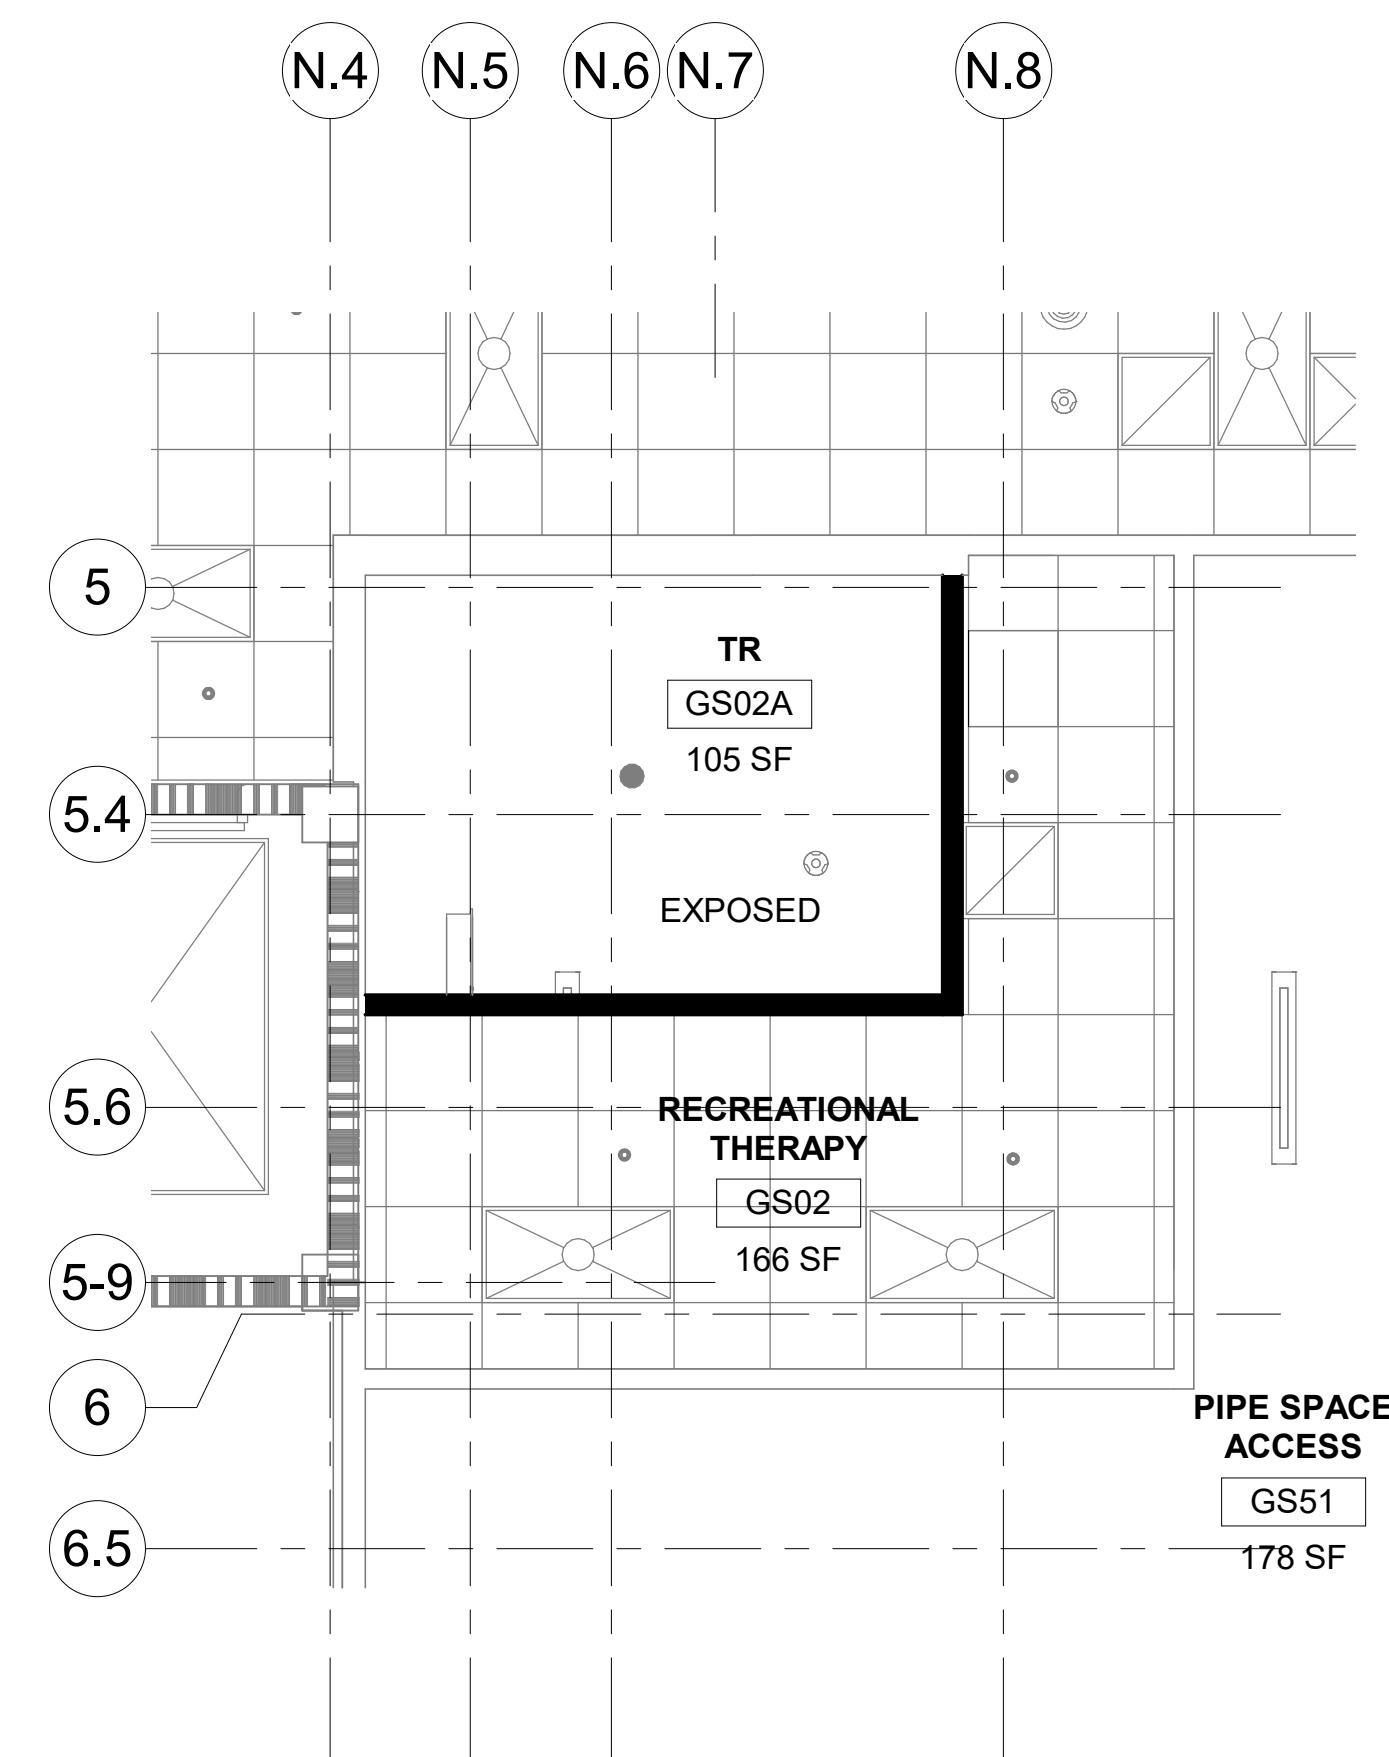 N.4
N.5
N.6
N.7
N.8
5
TR
GS02A
105 SF
5.4
EXPOSED
5.6
RECREATIONAL
THERAPY
GS02
166 SF
5-9
6
PIPE SPACE
ACCESS
GS51
178 SF
6.5